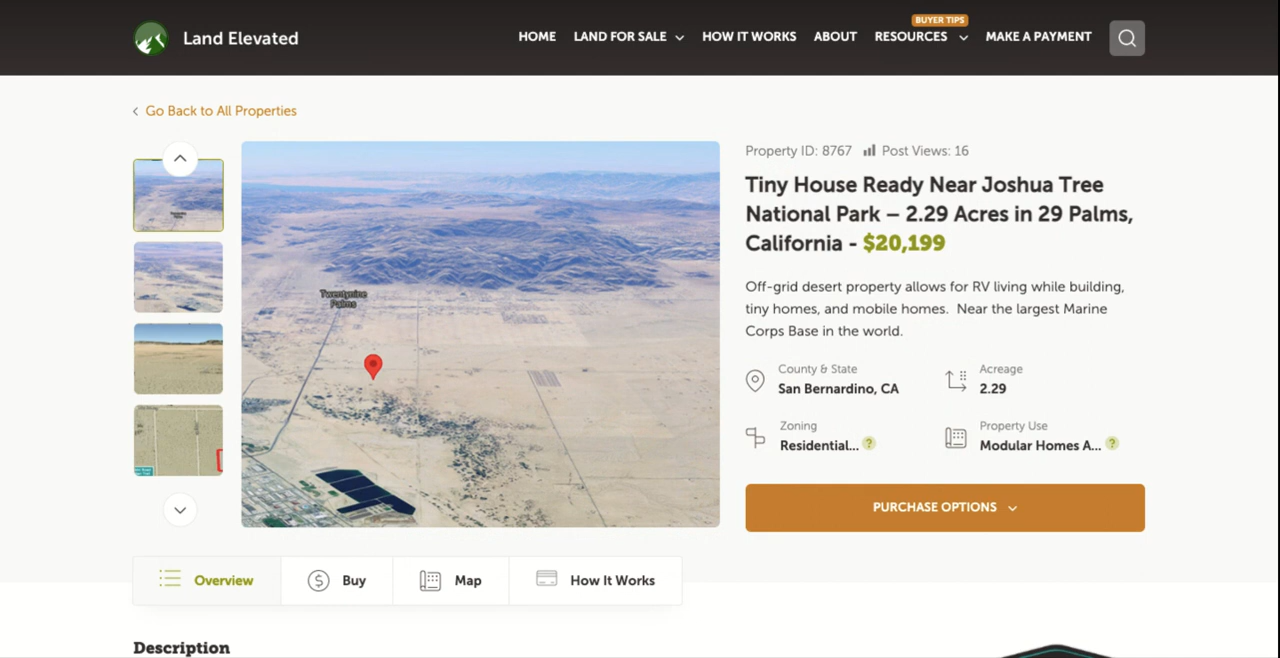 Land Elevated
HOME
LAND FOR SALE
HOW IT WORKS
ABOUT
BUYER TIPS
RESOURCES
MAKE A PAYMENT
Go Back to All Properties
Twentynine
Palms
Property ID: 8767
Post Views: 16
Tiny House Ready Near Joshua Tree
National Park – 2.29 Acres in 29 Palms,
California - $20,199
Off-grid desert property allows for RV living while building,
tiny homes, and mobile homes. Near the largest Marine
Corps Base in the world.
County & State
San Bernardino, CA
Acreage
2.29
Zoning
Residential... ?
Property Use
Modular Homes A... ?
PURCHASE OPTIONS
Overview
$ Buy
Map
How It Works
Description